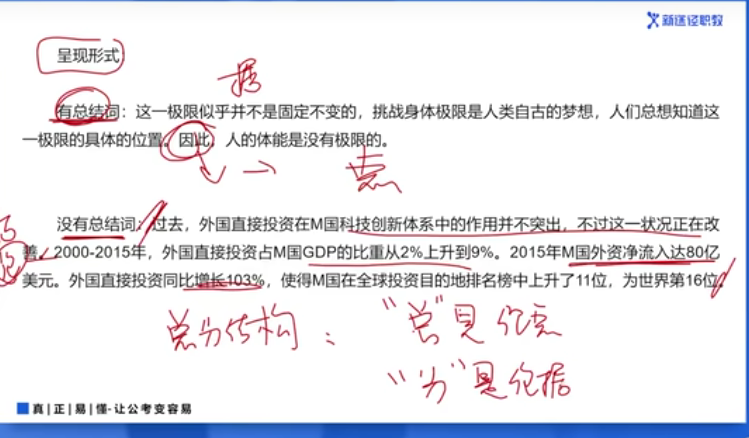 新途径职教
呈现形式
据
有总结词：这一极限似乎并不是固定不变的，挑战身体极限是人类自古的梦想，人们总想知道这
一极限的具体的位置。因此，人的体能是没有极限的。
点
没有总结词：过去，外国直接投资在M国科技创新体系中的作用并不突出，不过这一状况正在改
善。2000-2015年，外国直接投资占M国GDP的比重从2%上升到9%。2015年M国外资净流入达80亿
美元。外国直接投资同比增长103%，使得M国在全球投资目的地排名榜中上升了11位，为世界第16位。
总分结构：“总”是论点
“分”是论据
真|正|易|懂-让公考变容易